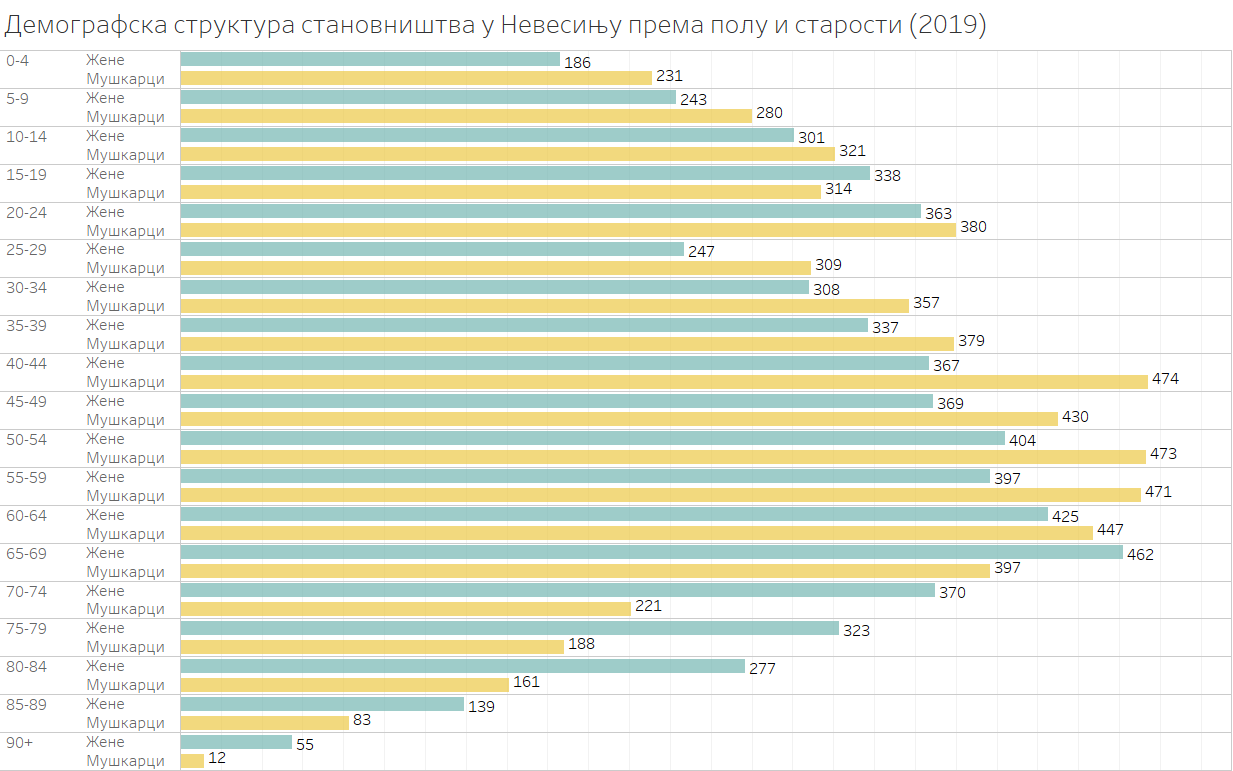 Демографска структура становништва у Невесињу према полу и старости (2019)
0-4 Жене 186
Мушкарци 231
5-9 Жене 243
Мушкарци 280
10-14 Жене 301
Мушкарци 321
15-19 Жене 338
Мушкарци 314
20-24 Жене 363
Мушкарци 380
25-29 Жене 247
Мушкарци 309
30-34 Жене 308
Мушкарци 357
35-39 Жене 337
Мушкарци 379
40-44 Жене 367
Мушкарци 474
45-49 Жене 369
Мушкарци 430
50-54 Жене 404
Мушкарци 473
55-59 Жене 397
Мушкарци 471
60-64 Жене 425
Мушкарци 447
65-69 Жене 462
Мушкарци 397
70-74 Жене 370
Мушкарци 221
75-79 Жене 323
Мушкарци 188
80-84 Жене 277
Мушкарци 161
85-89 Жене 139
Мушкарци 83
90+ Жене 55
Мушкарци 12